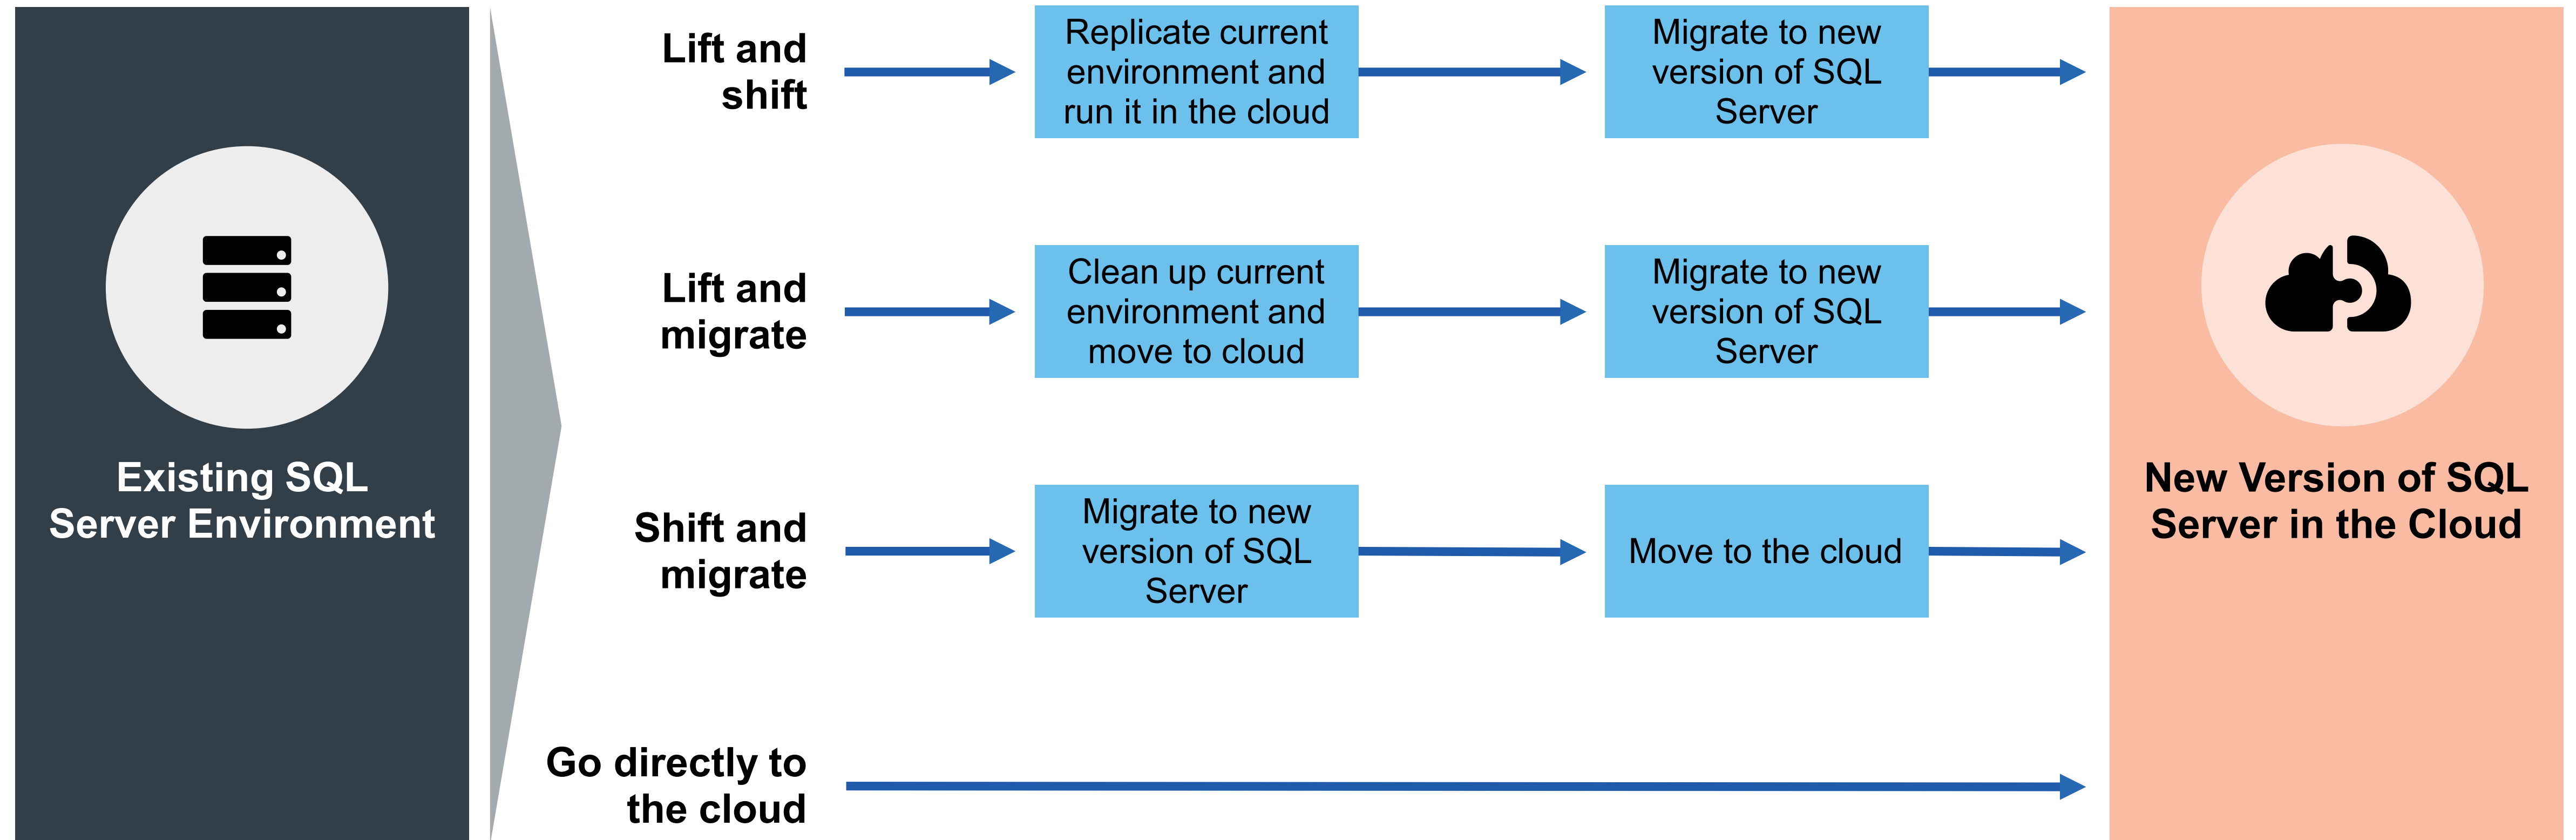 Existing SQL
Server Environment
Lift and
shift
Replicate current
environment and
run it in the cloud
Migrate to new
version of SQL
Server
Lift and
migrate
Clean up current
environment and
move to cloud
Migrate to new
version of SQL
Server
Shift and
migrate
Migrate to new
version of SQL
Server
Move to the cloud
Go directly to
the cloud
New Version of SQL
Server in the Cloud